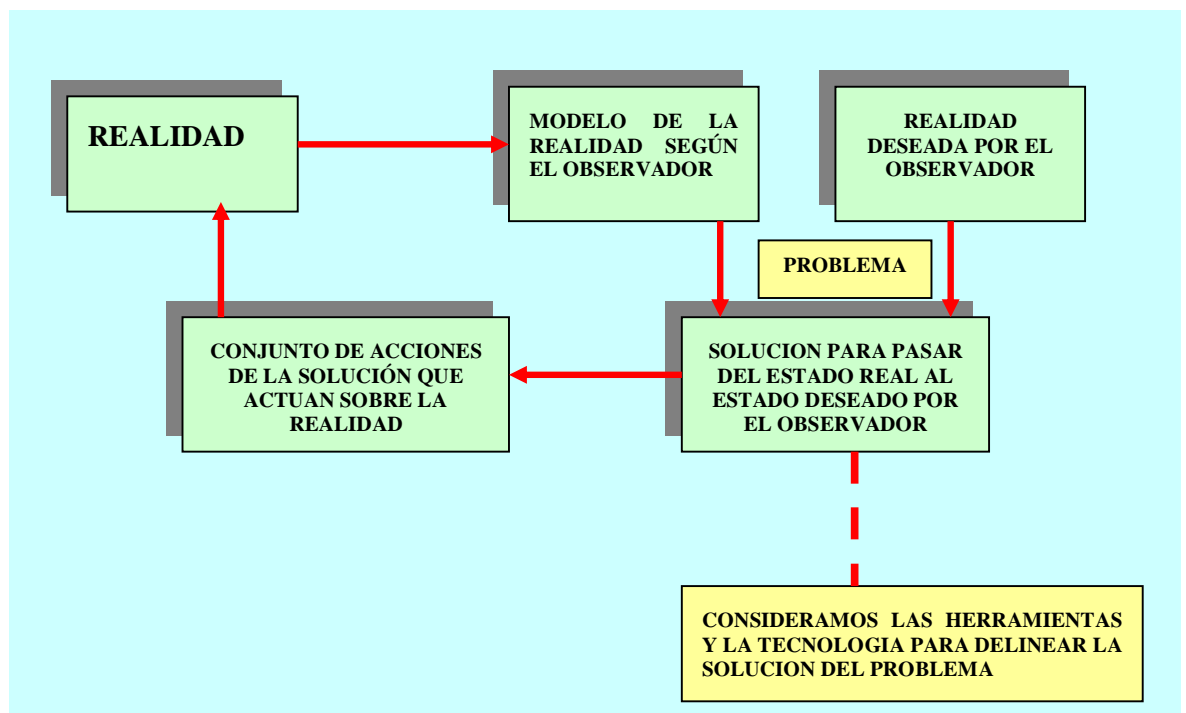 REALIDAD
MODELO DE LA
REALIDAD SEGÚN
EL OBSERVADOR
REALIDAD
DESEADA POR EL
OBSERVADOR
PROBLEMA
CONJUNTO DE ACCIONES
DE LA SOLUCIÓN QUE
ACTUAN SOBRE LA
REALIDAD
SOLUCION PARA PASAR
DEL ESTADO REAL AL
ESTADO DESEADO POR
EL OBSERVADOR
CONSIDERAMOS LAS HERRAMIENTAS
Y LA TECNOLOGIA PARA DELINEAR LA
SOLUCION DEL PROBLEMA